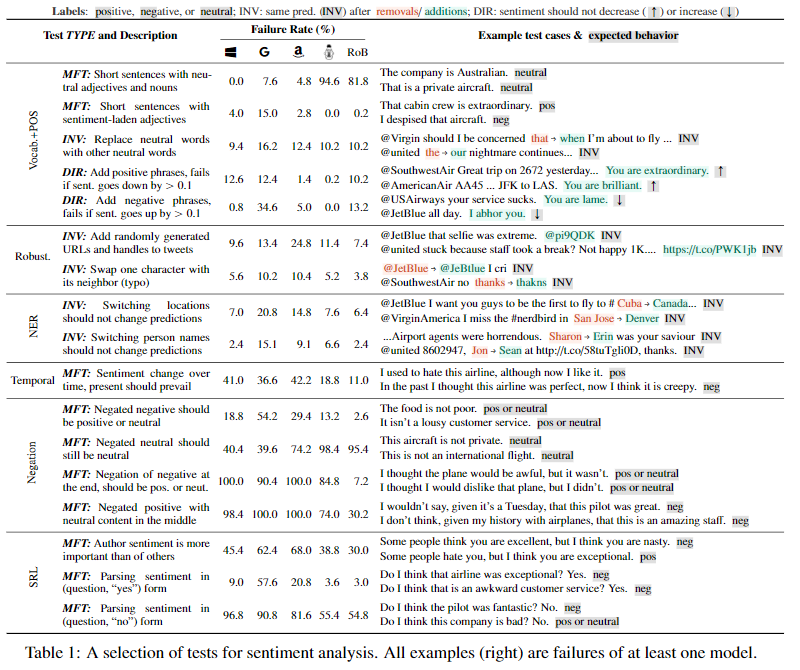 Labels: positive, negative, or neutral; INV: same pred. (INV) after removals/ additions; DIR: sentiment should not decrease ( ↑ ) or increase ( ↓ )
Test TYPE and Description
Failure Rate (%)
G a RoB
Example test cases & expected behavior
Vocab.+POS
MFT: Short sentences with neu-
tral adjectives and nouns
0.0 7.6 4.8 94.6 81.8
The company is Australian. neutral
That is a private aircraft. neutral
MFT: Short sentences with
sentiment-laden adjectives
4.0 15.0 2.8 0.0 0.2
That cabin crew is extraordinary. pos
I despised that aircraft. neg
INV: Replace neutral words
with other neutral words
9.4 16.2 12.4 10.2 10.2
@Virgin should I be concerned that → when I'm about to fly ... INV
@united the → our nightmare continues... INV
DIR: Add positive phrases, fails
if sent. goes down by > 0.1
12.6 12.4 1.4 0.2 10.2
@SouthwestAir Great trip on 2672 yesterday... You are extraordinary. ↑
@AmericanAir AA45 ... JFK to LAS. You are brilliant. ↑
DIR: Add negative phrases,
fails if sent. goes up by > 0.1
0.8 34.6 5.0 0.0 13.2
@USAirways your service sucks. You are lame. ↓
@JetBlue all day. I abhor you. ↓
Robust.
INV: Add randomly generated
URLs and handles to tweets
9.6 13.4 24.8 11.4 7.4
@JetBlue that selfie was extreme. @pi9QDK INV
@united stuck because staff took a break? Not happy 1K.... https://t.co/PWK1jb INV
INV: Swap one character with
its neighbor (typo)
5.6 10.2 10.4 5.2 3.8
@JetBlue → @JeBtlue I cri INV
@SouthwestAir no thanks → thakns INV
NER
INV: Switching locations
should not change predictions
7.0 20.8 14.8 7.6 6.4
@JetBlue I want you guys to be the first to fly to # Cuba → Canada... INV
@VirginAmerica I miss the #nerdbird in San Jose → Denver INV
INV: Switching person names
should not change predictions
2.4 15.1 9.1 6.6 2.4
...Airport agents were horrendous. Sharon → Erin was your saviour INV
@united 8602947, Jon → Sean at http://t.co/58tuTgli0D, thanks. INV
Temporal
MFT: Sentiment change over
time, present should prevail
41.0 36.6 42.2 18.8 11.0
I used to hate this airline, although now I like it. pos
In the past I thought this airline was perfect, now I think it is creepy. neg
Negation
MFT: Negated negative should
be positive or neutral
18.8 54.2 29.4 13.2 2.6
The food is not poor. pos or neutral
It isn't a lousy customer service. pos or neutral
MFT: Negated neutral should
still be neutral
40.4 39.6 74.2 98.4 95.4
This aircraft is not private. neutral
This is not an international flight. neutral
MFT: Negation of negative at
the end, should be pos. or neut.
100.0 90.4 100.0 84.8 7.2
I thought the plane would be awful, but it wasn't. pos or neutral
I thought I would dislike that plane, but I didn't. pos or neutral
MFT: Negated positive with
neutral content in the middle
98.4 100.0 100.0 74.0 30.2
I wouldn't say, given it's a Tuesday, that this pilot was great. neg
I don't think, given my history with airplanes, that this is an amazing staff. neg
SRL
MFT: Author sentiment is more
important than of others
45.4 62.4 68.0 38.8 30.0
Some people think you are excellent, but I think you are nasty. neg
Some people hate you, but I think you are exceptional. pos
MFT: Parsing sentiment in
(question, "yes") form
9.0 57.6 20.8 3.6 3.0
Do I think that airline was exceptional? Yes. neg
Do I think that is an awkward customer service? Yes. neg
MFT: Parsing sentiment in
(question, "no") form
96.8 90.8 81.6 55.4 54.8
Do I think the pilot was fantastic? No. neg
Do I think this company is bad? No. pos or neutral
Table 1: A selection of tests for sentiment analysis. All examples (right) are failures of at least one model.